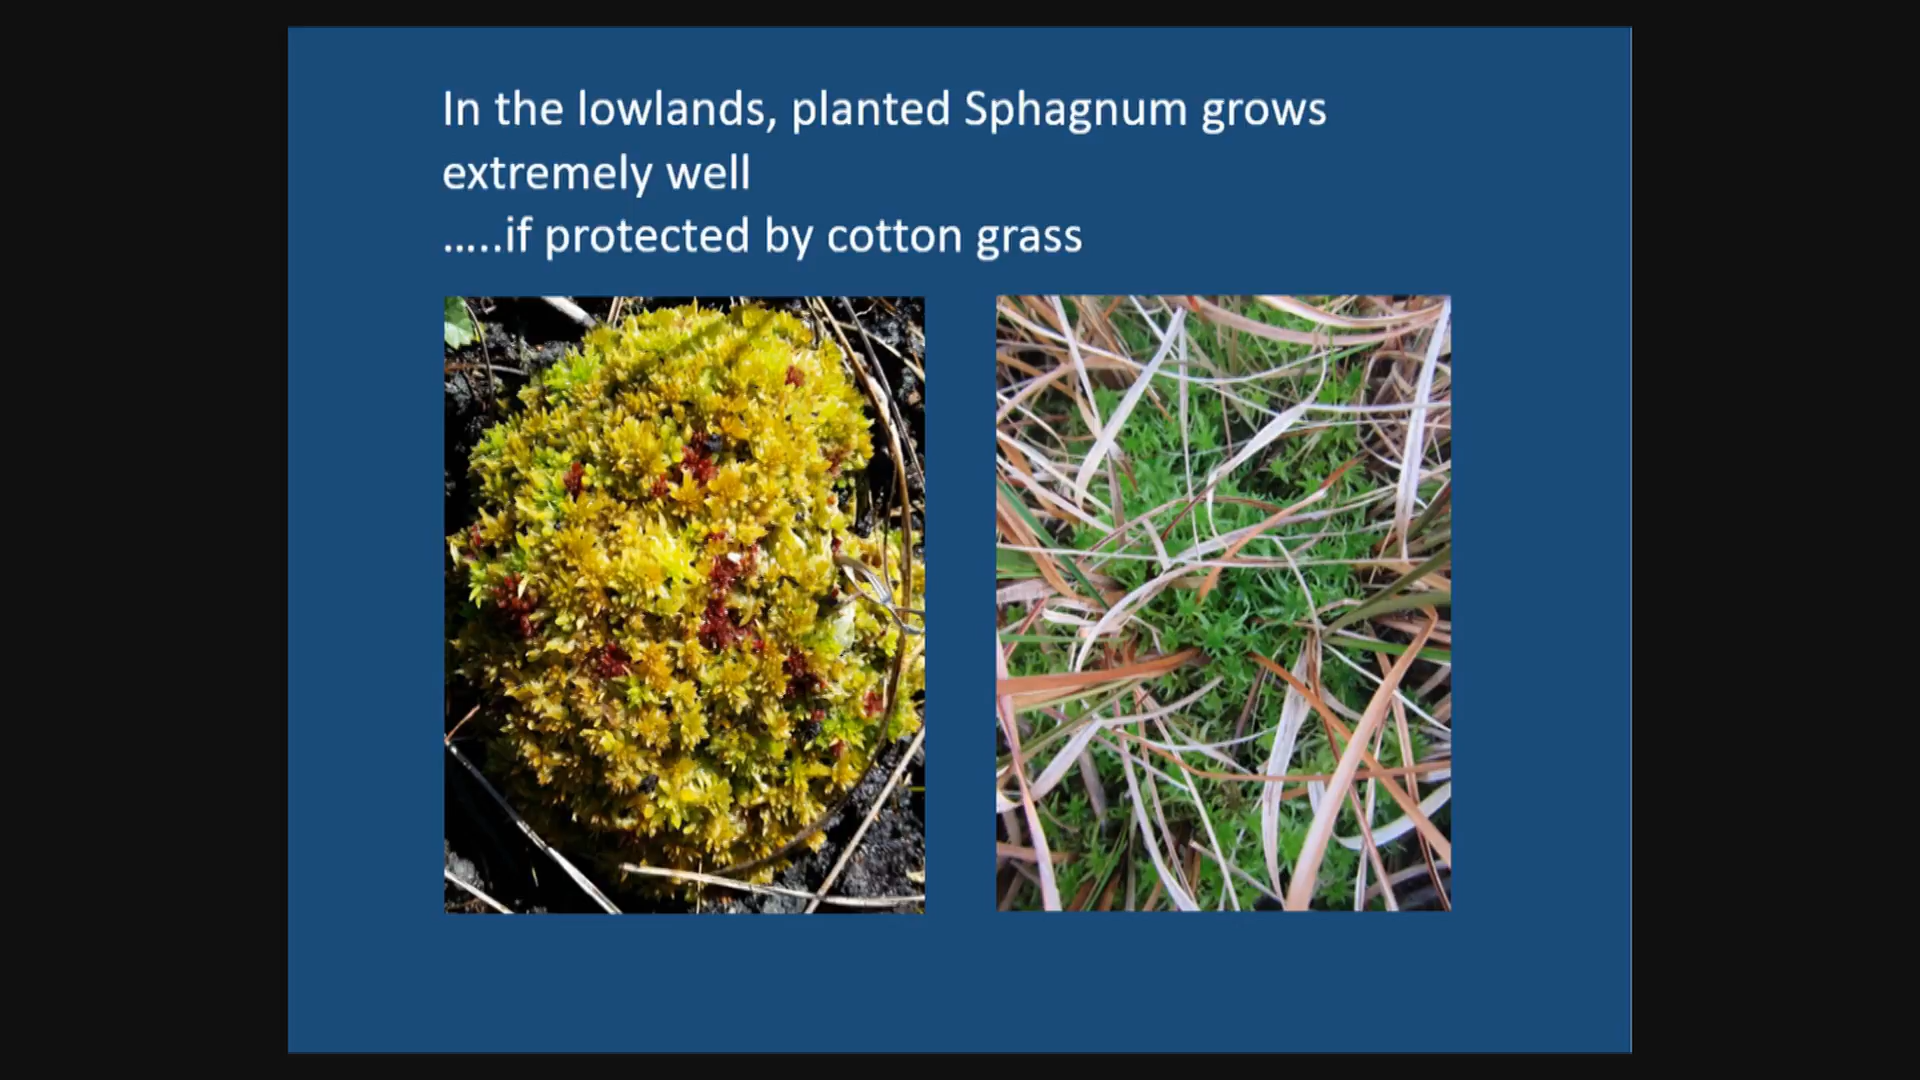 In the lowlands, planted Sphagnum grows
extremely well
…..if protected by cotton grass